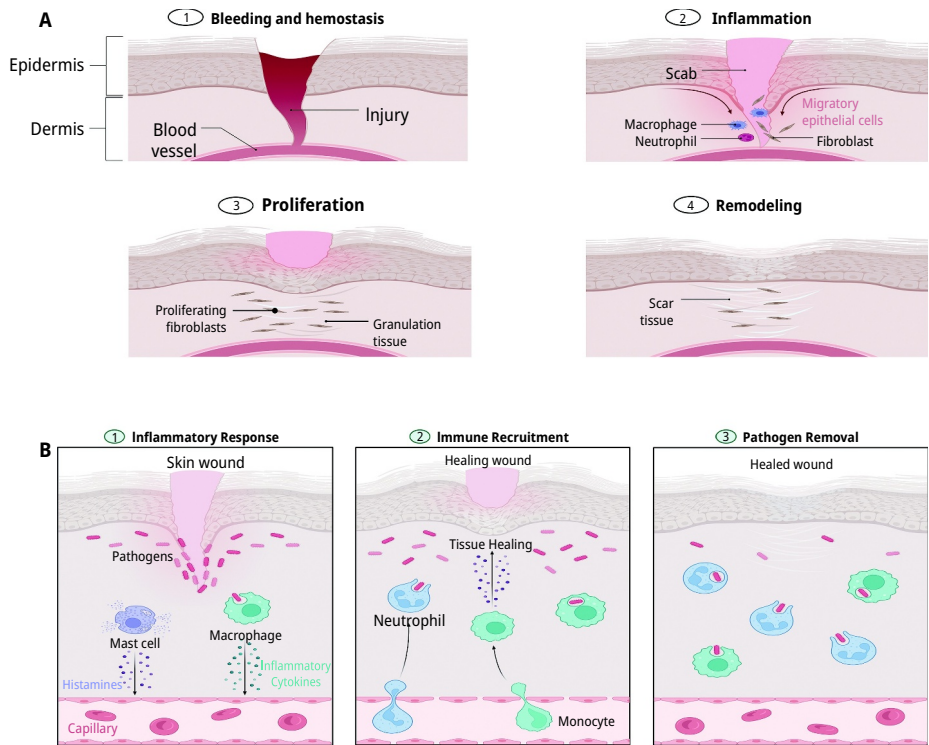 A
1 Bleeding and hemostasis
Epidermis
Dermis
Blood
vessel
Injury
2 Inflammation
Scab
Migratory
epithelial cells
Macrophage
Neutrophil
Fibroblast
3 Proliferation
Proliferating
fibroblasts
Granulation
tissue
4 Remodeling
Scar
tissue
B
1 Inflammatory Response
Skin wound
Pathogens
Mast cell
Macrophage
Histamines
Inflammatory
Cytokines
Capillary
2 Immune Recruitment
Healing wound
Tissue Healing
Neutrophil
Monocyte
3 Pathogen Removal
Healed wound